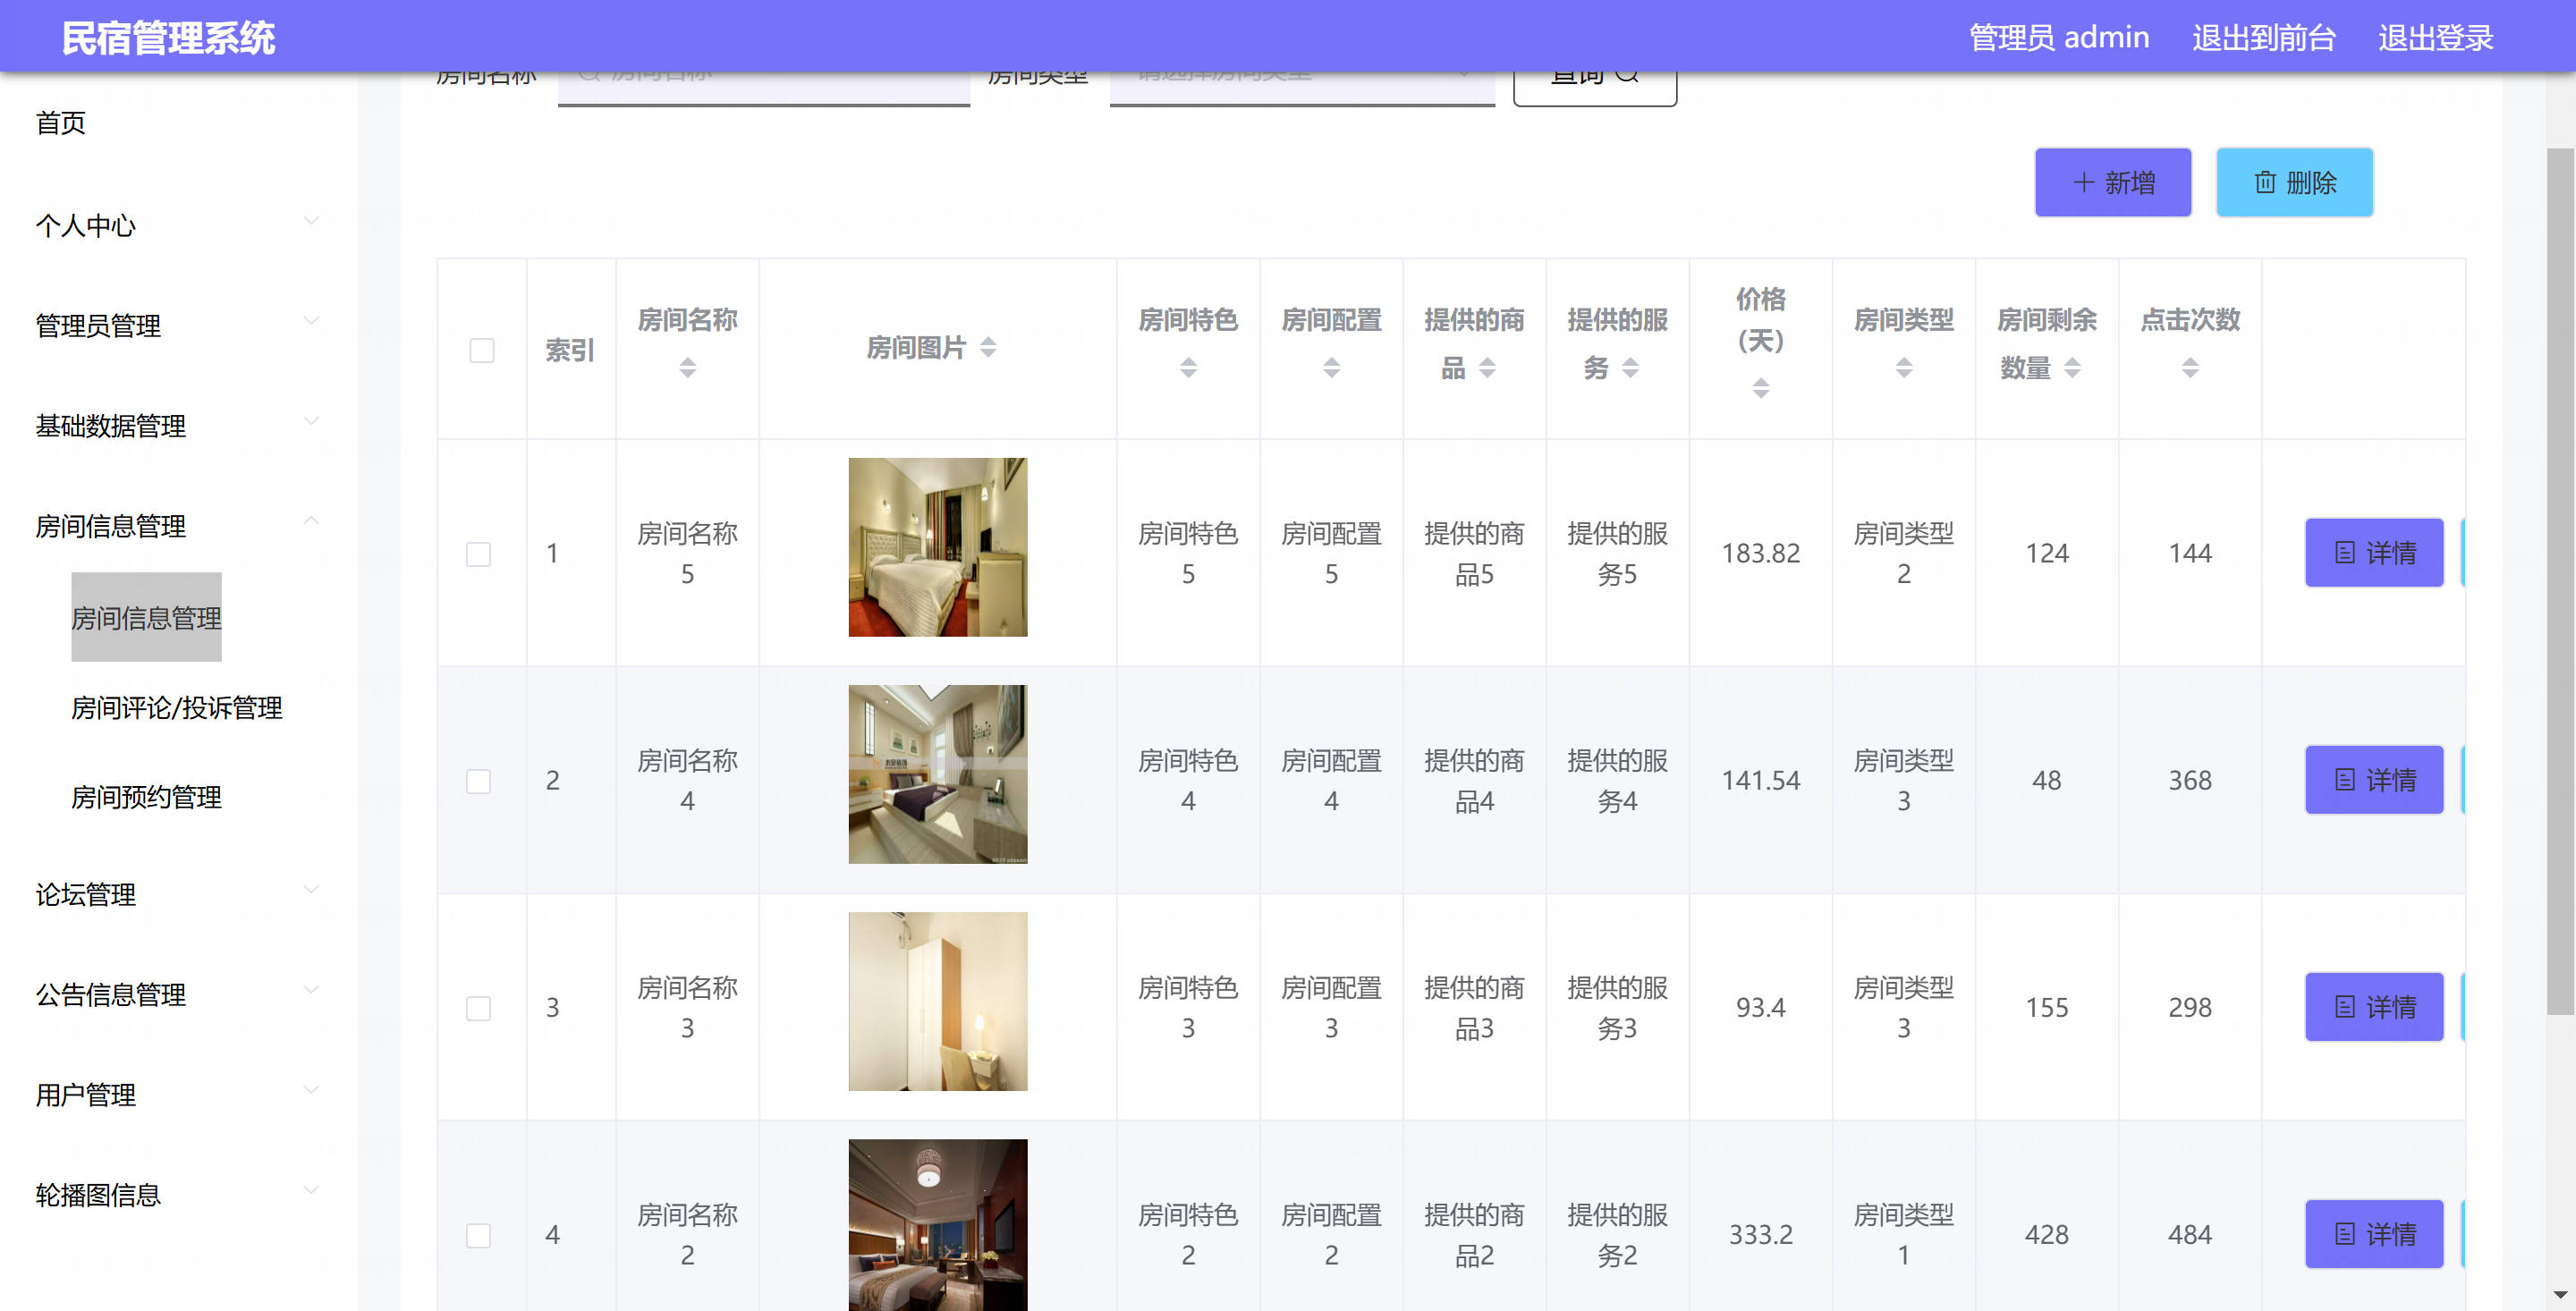 民宿管理系统
管理员 admin
退出到前台
退出登录
房间名称
房间名称
房间类型
请选择房间类型
查询
首页
个人中心
管理员管理
基础数据管理
房间信息管理
房间信息管理
房间评论/投诉管理
房间预约管理
论坛管理
公告信息管理
用户管理
轮播图信息
新增
删除
索引
房间名称
房间图片
房间特色
房间配置
提供的商
品
提供的服
务
价格
(天)
房间类型
房间剩余
数量
点击次数
1
房间名称
5
房间特色
5
房间配置
5
提供的商
品5
提供的服
务5
183.82
房间类型
2
124
144
详情
2
房间名称
4
房间特色
4
房间配置
4
提供的商
品4
提供的服
务4
141.54
房间类型
3
48
368
详情
3
房间名称
3
房间特色
3
房间配置
3
提供的商
品3
提供的服
务3
93.4
房间类型
3
155
298
详情
4
房间名称
2
房间特色
2
房间配置
2
提供的商
品2
提供的服
务2
333.2
房间类型
1
428
484
详情